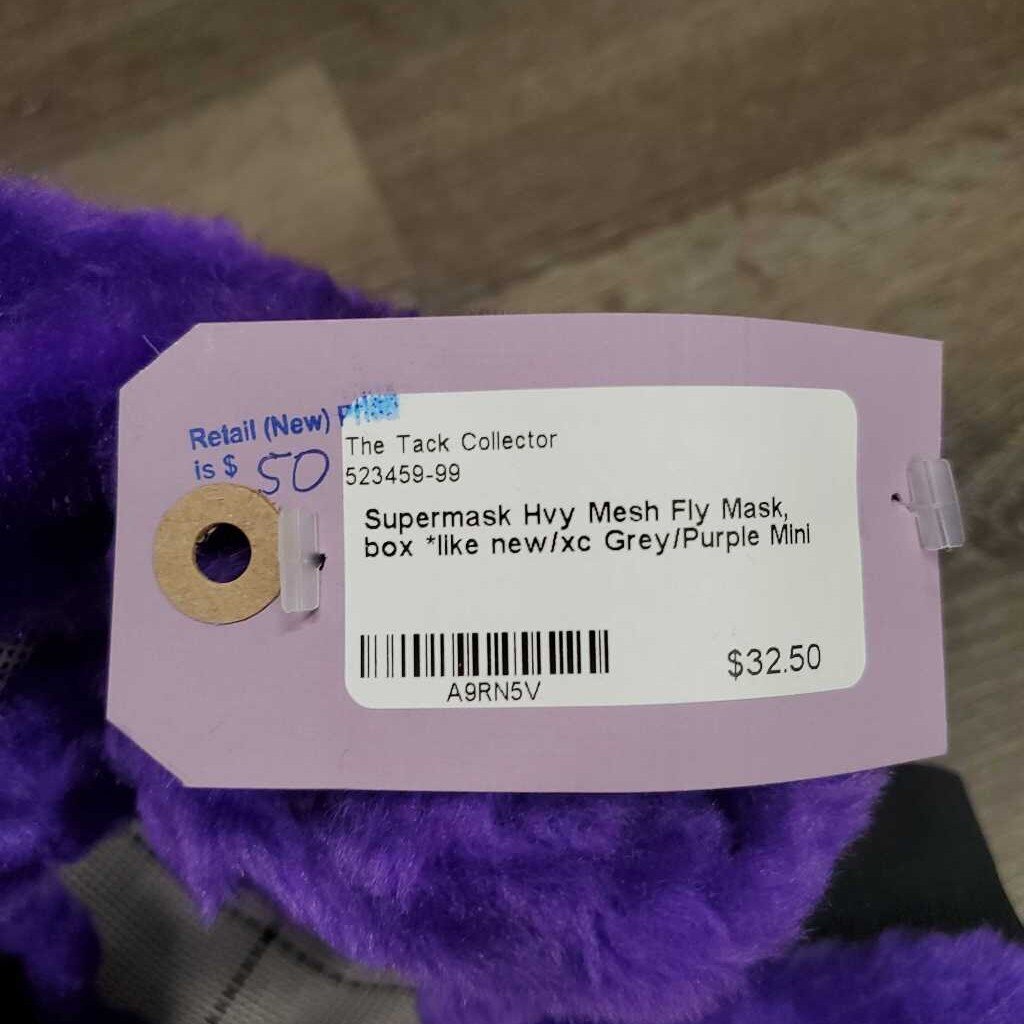 Retail (New) Price
is $ 50
The Tack Collector
523459-99
Supermask Hvy Mesh Fly Mask,
box *like new/xc Grey/Purple Mini
A9RN5V
$32.50